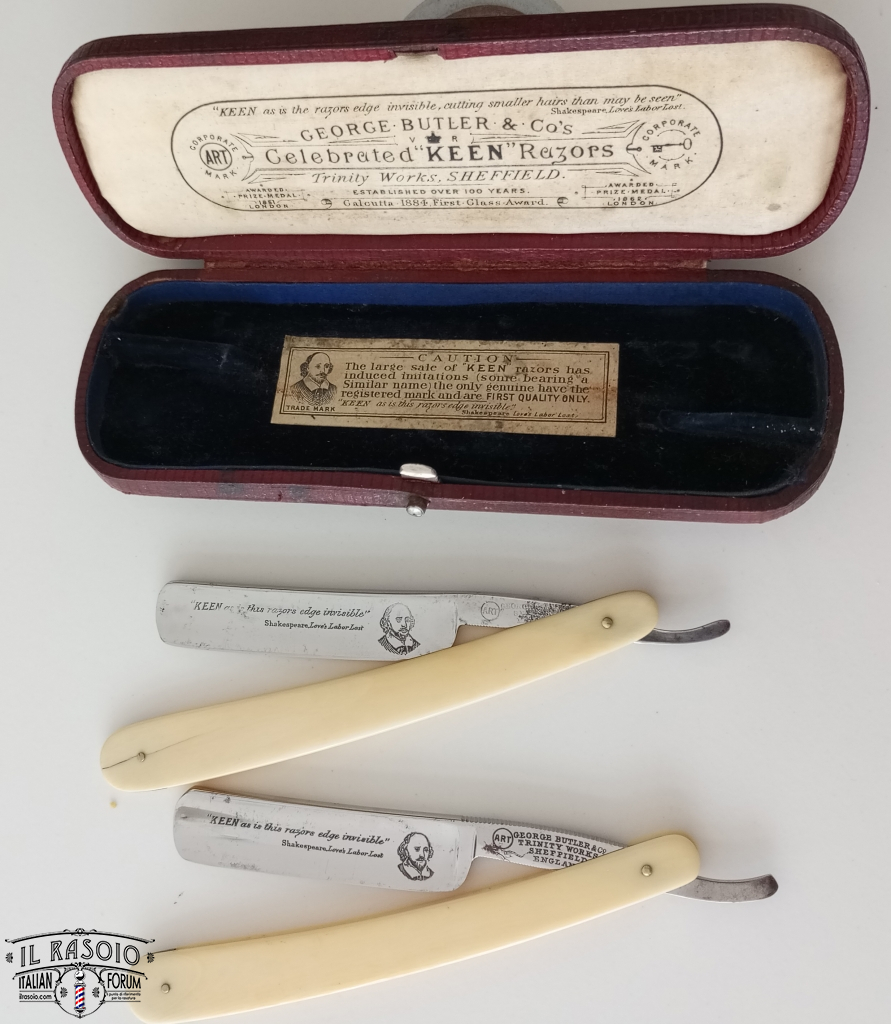 "KEEN as is the razors edge invisible, cutting smaller hairs than may be seen"
Shakespeare, Love's Labor Lost.
GEORGE BUTLER & Co's
V R
Celebrated "KEEN" Razors
Trinity Works, SHEFFIELD.
ESTABLISHED OVER 100 YEARS.
Calcutta 1884, First Class Award.
CORPORATE
ART
MARK
CORPORATE
MARK.
AWARDED
PRIZE-MEDAL
1851
LONDON
AWARDED
PRIZE-MEDAL
1862
LONDON
CAUTION
The large sale of "KEEN" razors has
induced imitations (some bearing a
Similar name) the only genuine have the
registered mark and are FIRST QUALITY ONLY.
"KEEN as is this razors edge invisible"
Shakespeare, Love's Labor Lost.
TRADE MARK
"KEEN as is this razors edge invisible"
Shakespeare, Love's Labor Lost
ART
"KEEN as is this razors edge invisible"
Shakespeare, Love's Labor Lost
ART
GEORGE BUTLER & Co
TRINITY WORKS
SHEFFIELD
ENGLAN
IL RASOIO
ITALIAN FORUM
ilrasoio.com